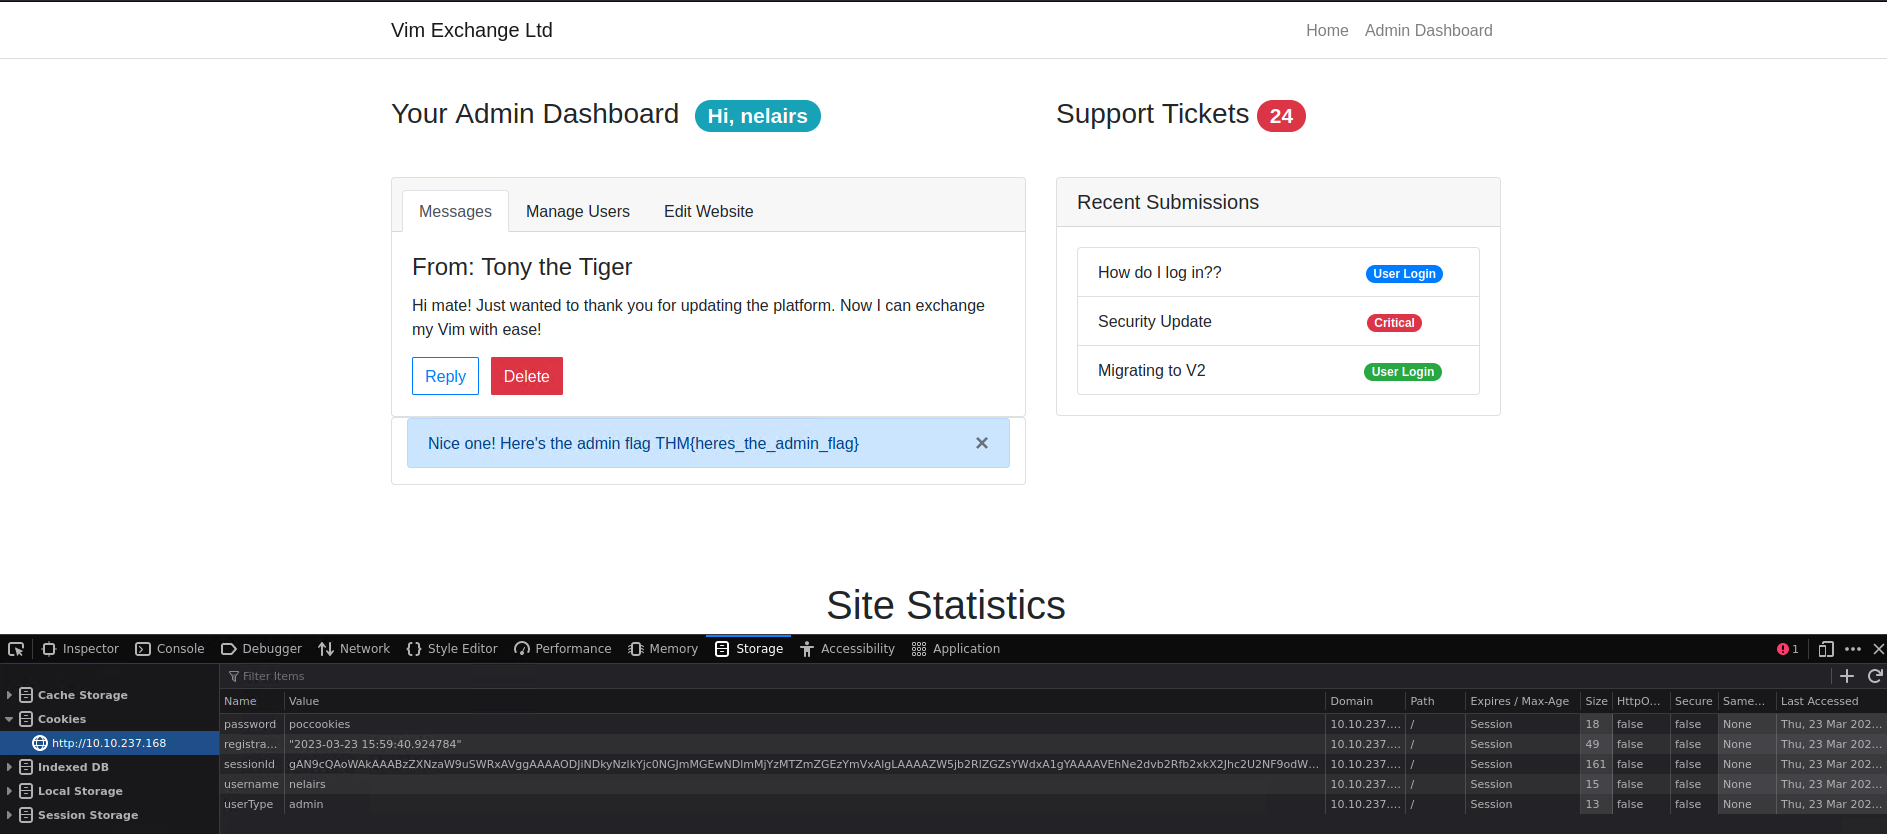 Vim Exchange Ltd
Home Admin Dashboard
Your Admin Dashboard Hi, nelairs
Support Tickets 24
Messages Manage Users Edit Website
From: Tony the Tiger
Hi mate! Just wanted to thank you for updating the platform. Now I can exchange
my Vim with ease!
Reply Delete
Nice one! Here's the admin flag THM{heres_the_admin_flag} ×
Recent Submissions
How do I log in?? User Login
Security Update Critical
Migrating to V2 User Login
Site Statistics
Inspector Console Debugger Network Style Editor Performance Memory Storage Accessibility Application 1
Cache Storage
Cookies
http://10.10.237.168
Indexed DB
Local Storage
Session Storage
Filter Items
Name Value Domain Path Expires / Max-Age Size HttpO... Secure Same... Last Accessed
password poccookies 10.10.237.... / Session 18 false false None Thu, 23 Mar 202...
registra... "2023-03-23 15:59:40.924784" 10.10.237.... / Session 49 false false None Thu, 23 Mar 202...
sessionId 10.10.237.... / Session 161 false false None Thu, 23 Mar 202...
username nelairs 10.10.237.... / Session 15 false false None Thu, 23 Mar 202...
userType admin 10.10.237.... / Session 13 false false None Thu, 23 Mar 202...